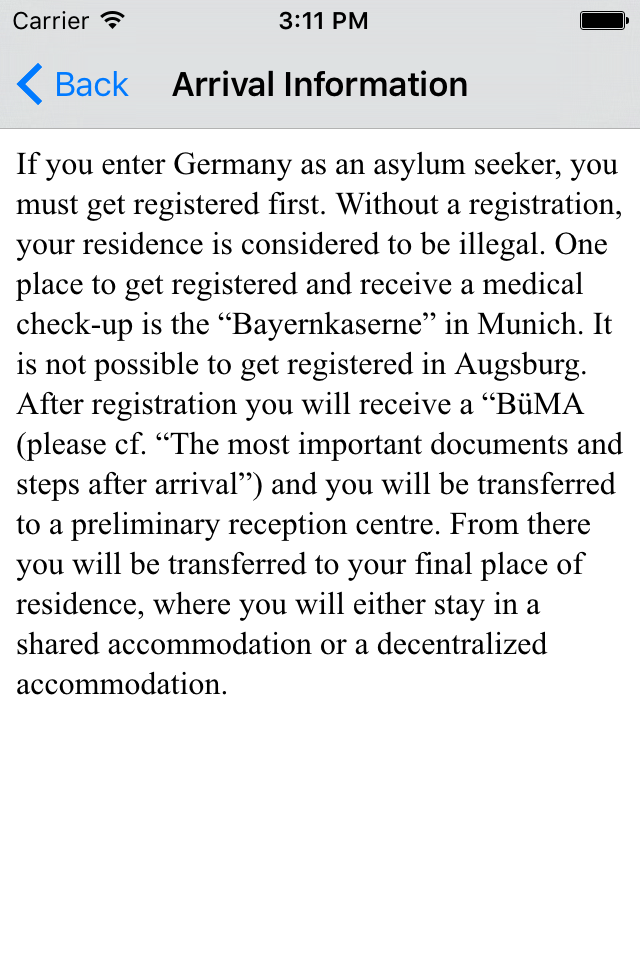 Carrier 3:11 PM
Back Arrival Information
If you enter Germany as an asylum seeker, you
must get registered first. Without a registration,
your residence is considered to be illegal. One
place to get registered and receive a medical
check-up is the “Bayernkaserne” in Munich. It
is not possible to get registered in Augsburg.
After registration you will receive a “BüMA
(please cf. “The most important documents and
steps after arrival”) and you will be transferred
to a preliminary reception centre. From there
you will be transferred to your final place of
residence, where you will either stay in a
shared accommodation or a decentralized
accommodation.